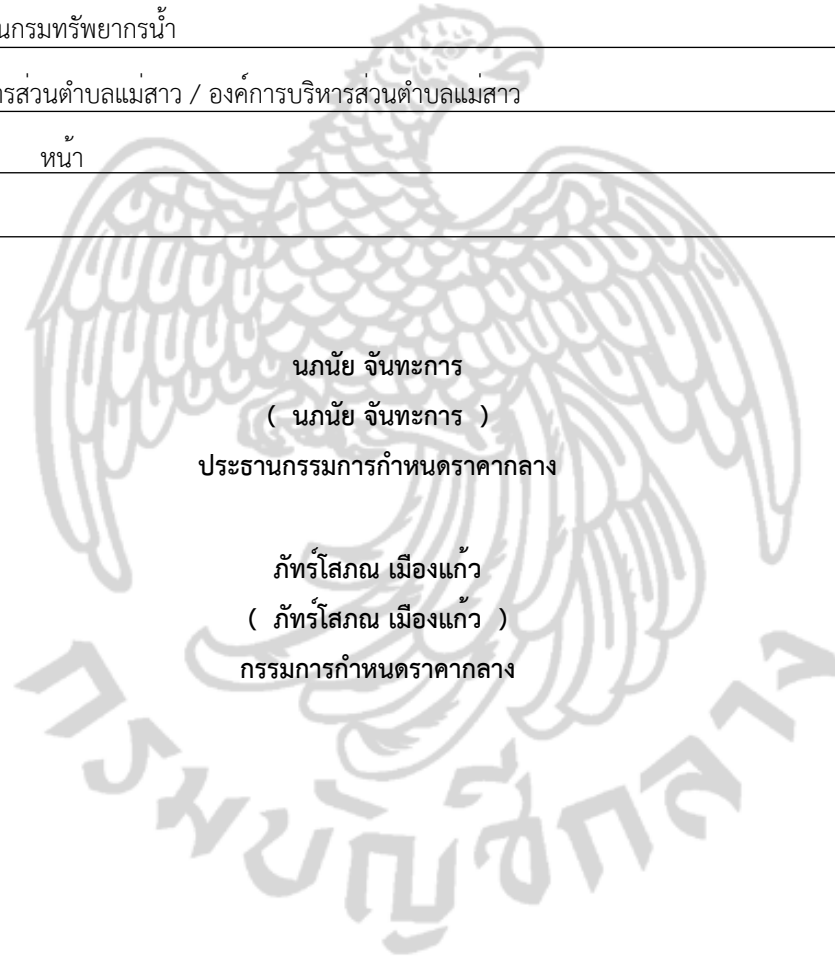 นกรมทรัพยากรน้ำ
ารส่วนตำบลแม่สาว / องค์การบริหารส่วนตำบลแม่สาว
หน้า
นภนัย จันทะการ
( นภนัย จันทะการ )
ประธานกรรมการกำหนดราคากลาง
ภัทร์โสภณ เมืองแก้ว
( ภัทร์โสภณ เมืองแก้ว )
กรรมการกำหนดราคากลาง
กรมบัญชีกลาง